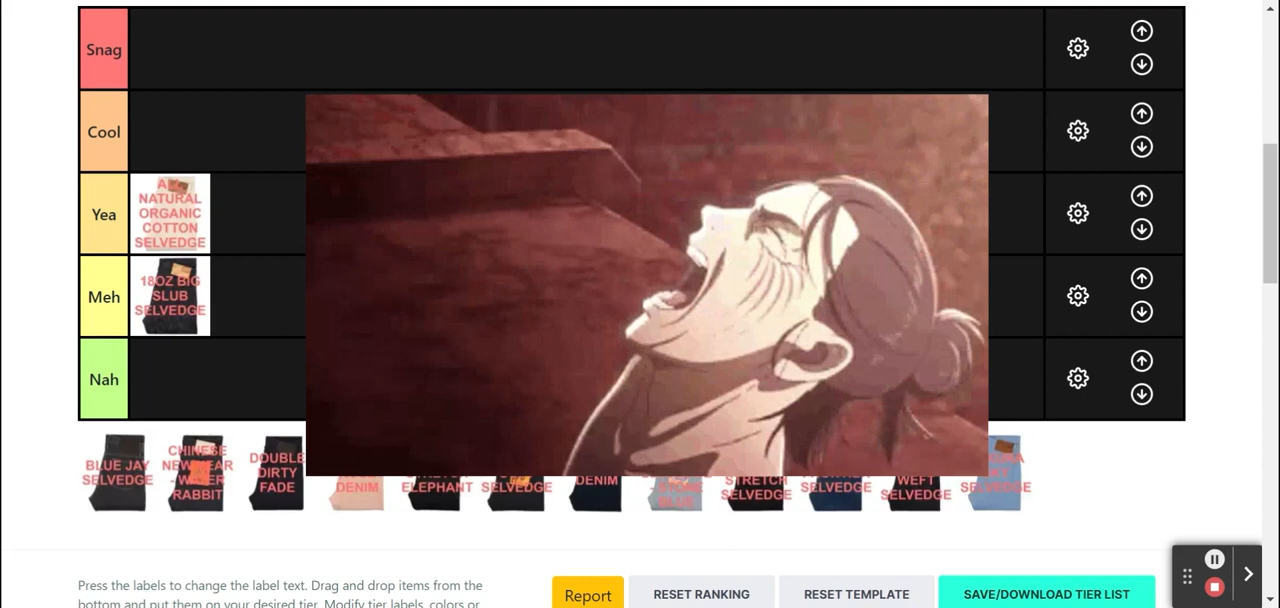 Snag
Cool
Yea
NATURAL
ORGANIC
COTTON
SELVEDGE
Meh
18OZ BIG
SLUB
SELVEDGE
Nah
BLUE JAY
SELVEDGE
CHINESE
RABBIT
DOUBLE
DIRTY
FADE
DENIM
ELEPHANT
SELVEDGE
DENIM
STRETCH
SELVEDGE
SELVEDGE
WEFT
SELVEDGE
SELVEDGE
Press the labels to change the label text. Drag and drop items from the
bottom and put them on your desired tier. Modify tier labels, colors or
Report
RESET RANKING
RESET TEMPLATE
SAVE/DOWNLOAD TIER LIST